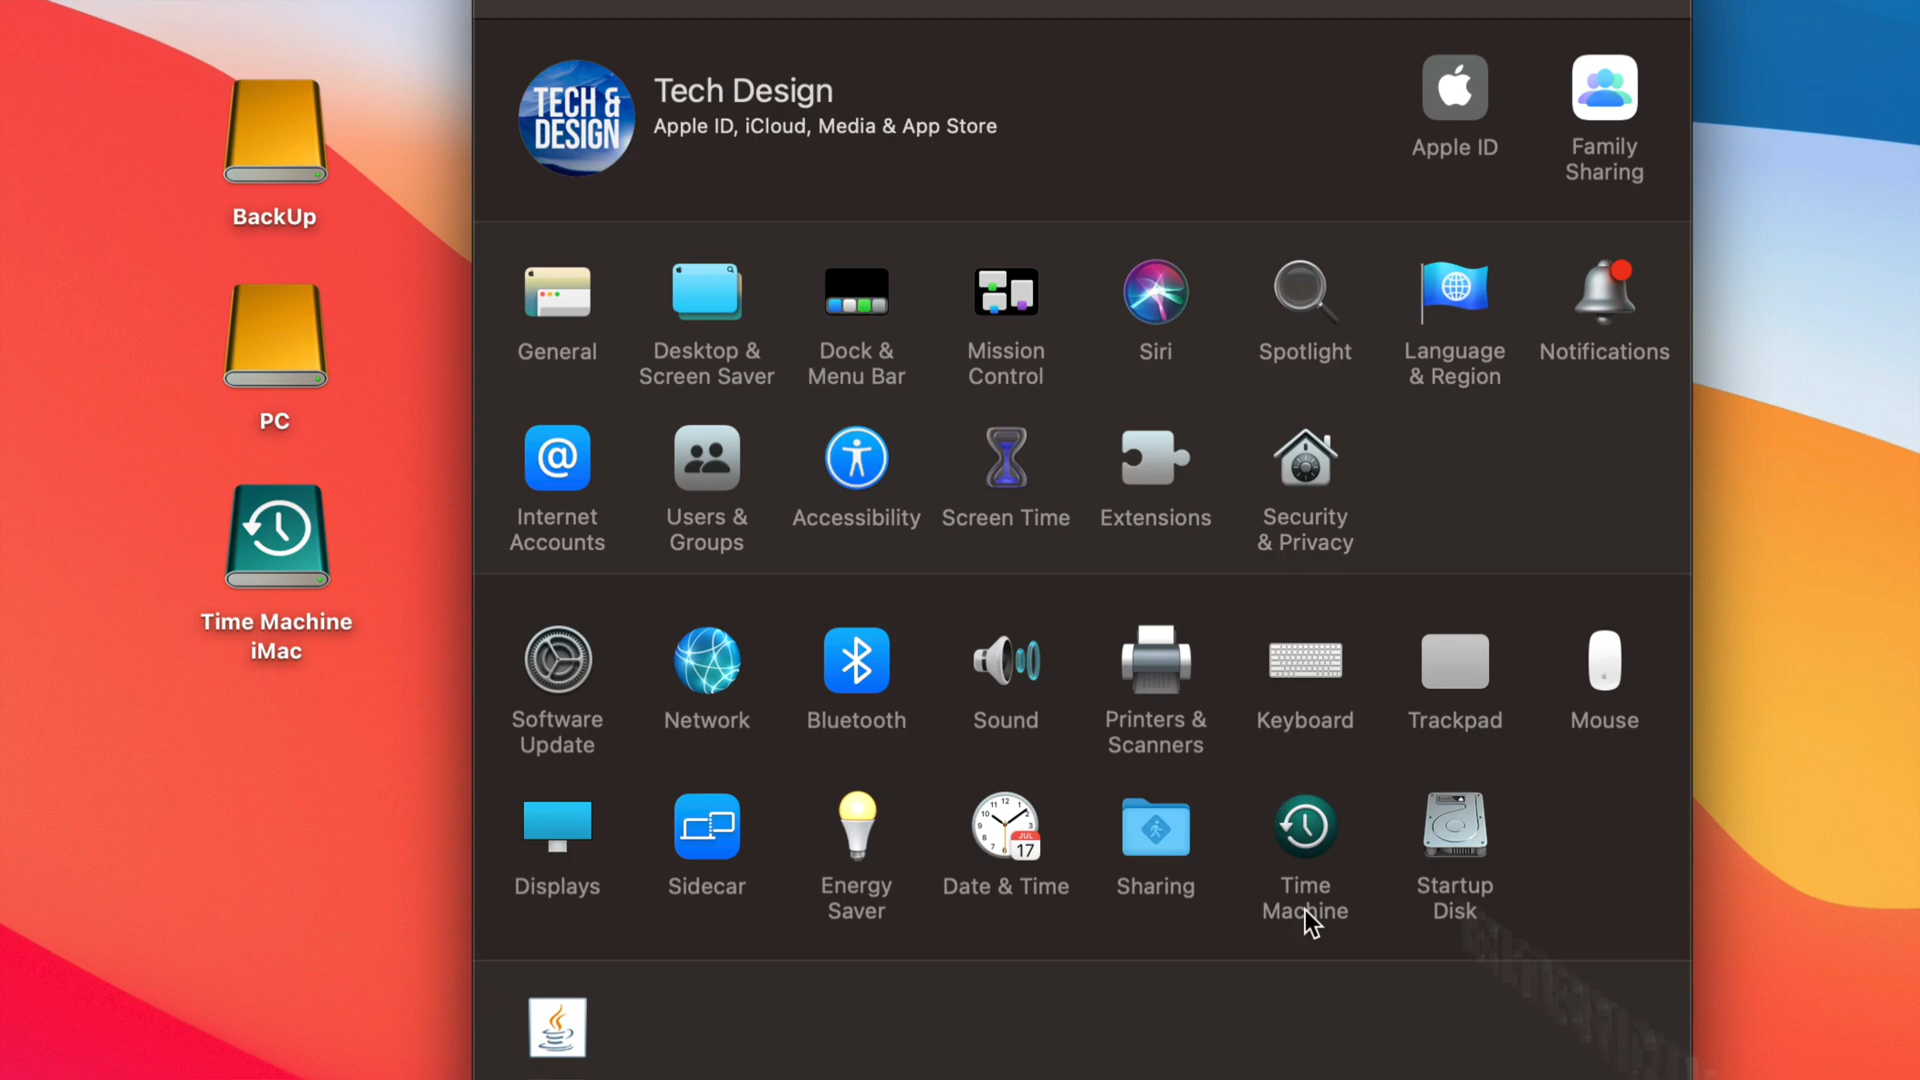 TECH &
DESIGN
Tech Design
Apple ID, iCloud, Media & App Store
Apple ID
Family
Sharing
BackUp
PC
Time Machine
iMac
General
Desktop &
Screen Saver
Dock &
Menu Bar
Mission
Control
Siri
Spotlight
Language
& Region
Notifications
@
Internet
Accounts
Users &
Groups
Accessibility
Screen Time
Extensions
Security
& Privacy
Software
Update
Network
Bluetooth
Sound
Printers &
Scanners
Keyboard
Trackpad
Mouse
Displays
Sidecar
Energy
Saver
JUL
17
Date & Time
Sharing
Time
Machine
Startup
Disk